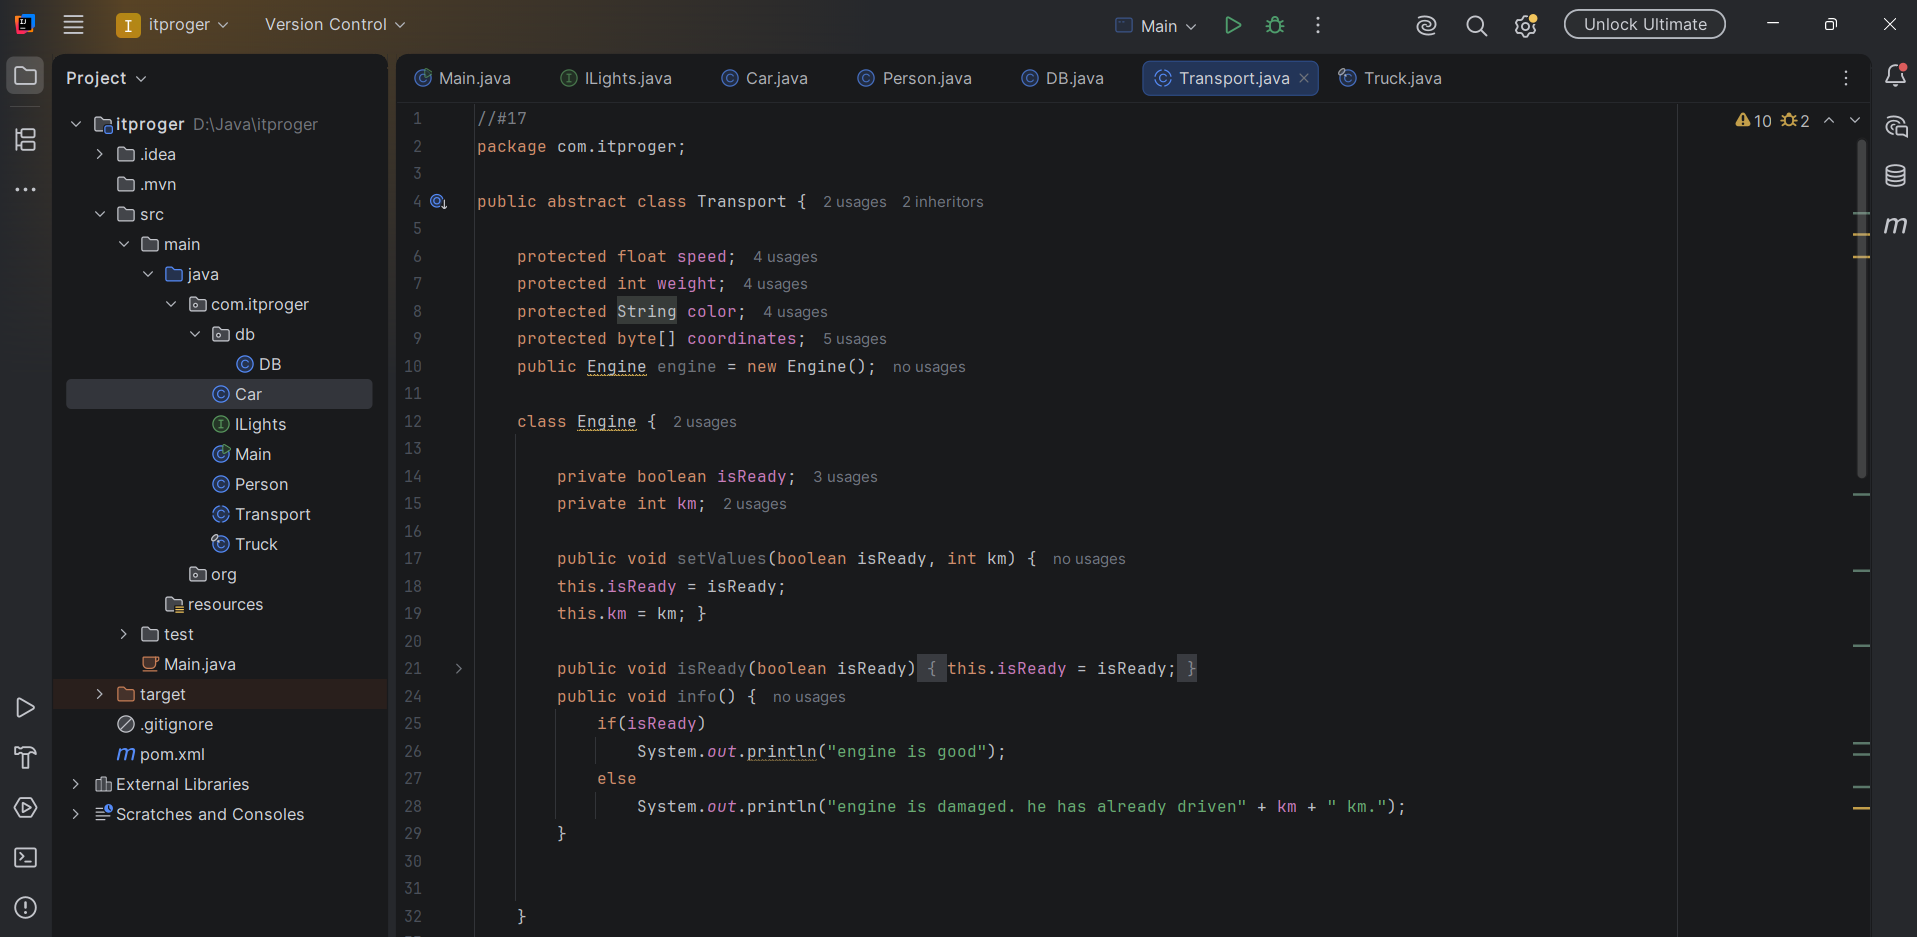 itproger
Version Control
Main
Unlock Ultimate
Project
Main.java
ILights.java
Car.java
Person.java
DB.java
Transport.java
Truck.java
itproger D:\Java\itproger
.idea
.mvn
src
main
java
com.itproger
db
DB
Car
ILights
Main
Person
Transport
Truck
org
resources
test
Main.java
target
.gitignore
pom.xml
External Libraries
Scratches and Consoles
10 2
1 //#17
2 package com.itproger;
3
4 public abstract class Transport { 2 usages 2 inheritors
5
6 protected float speed; 4 usages
7 protected int weight; 4 usages
8 protected String color; 4 usages
9 protected byte[] coordinates; 5 usages
10 public Engine engine = new Engine(); no usages
11
12 class Engine { 2 usages
13
14 private boolean isReady; 3 usages
15 private int km; 2 usages
16
17 public void setValues(boolean isReady, int km) { no usages
18 this.isReady = isReady;
19 this.km = km; }
20
21 public void isReady(boolean isReady) { this.isReady = isReady; }
24 public void info() { no usages
25 if(isReady)
26 System.out.println("engine is good");
27 else
28 System.out.println("engine is damaged. he has already driven" + km + " km.");
29 }
30
31
32 }